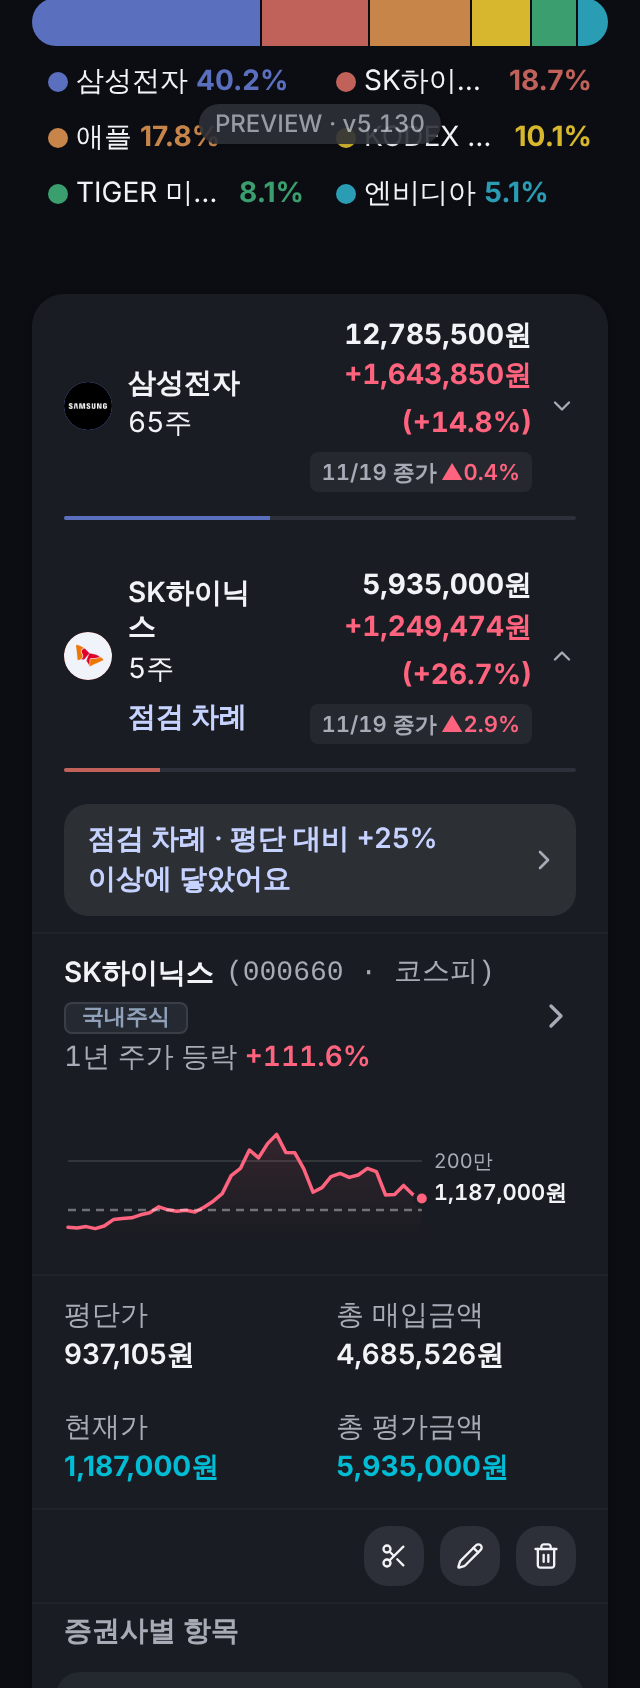 삼성전자 40.2% SK하이... 18.7%
애플 17.8% KODEX ... 10.1%
PREVIEW · v5.130
TIGER 미... 8.1% 엔비디아 5.1%
12,785,500원
SAMSUNG
삼성전자
65주
+1,643,850원
(+14.8%)
11/19 종가 ▲0.4%
SK하이닉
스
5주
점검 차례
5,935,000원
+1,249,474원
(+26.7%)
11/19 종가 ▲2.9%
점검 차례 · 평단 대비 +25%
이상에 닿았어요
SK하이닉스 (000660 · 코스피)
국내주식
1년 주가 등락 +111.6%
200만
1,187,000원
평단가 총 매입금액
937,105원 4,685,526원
현재가 총 평가금액
1,187,000원 5,935,000원
증권사별 항목